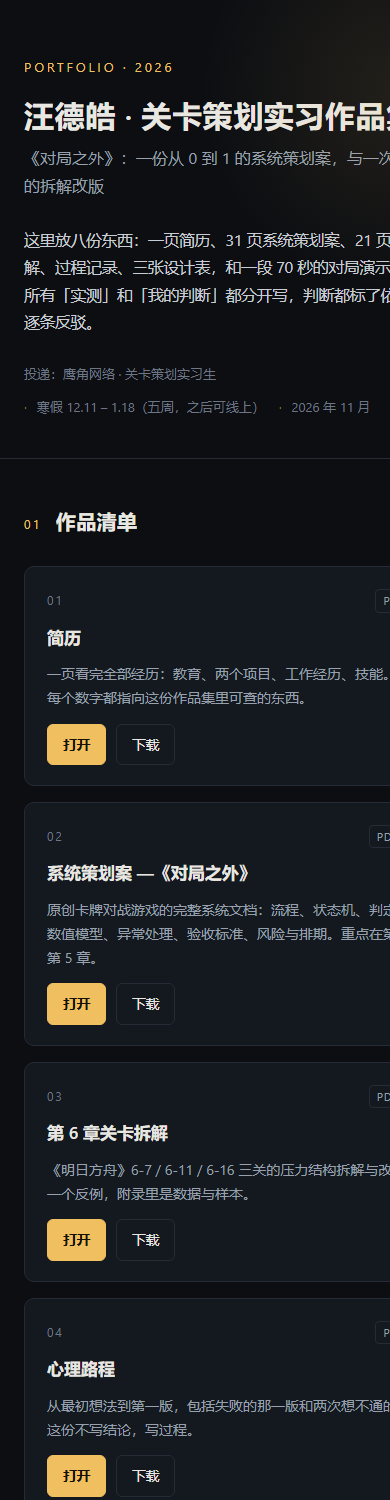 PORTFOLIO · 2026
汪德皓 · 关卡策划实习作品
《对局之外》：一份从 0 到 1 的系统策划案，与一次
的拆解改版
这里放八份东西：一页简历、31 页系统策划案、21 页
解、过程记录、三张设计表，和一段 70 秒的对局演示
所有「实测」和「我的判断」都分开写，判断都标了
逐条反驳。
投递：鹰角网络 · 关卡策划实习生
· 寒假 12.11 – 1.18（五周，之后可线上） · 2026 年 11 月
01 作品清单
01
简历
一页看完全部经历：教育、两个项目、工作经历、技能。
每个数字都指向这份作品集里可查的东西。
打开 下载
02 PD
系统策划案 —《对局之外》
原创卡牌对战游戏的完整系统文档：流程、状态机、判定
数值模型、异常处理、验收标准、风险与排期。重点在第
第 5 章。
打开 下载
03 PD
第 6 章关卡拆解
《明日方舟》6-7 / 6-11 / 6-16 三关的压力结构拆解与改
一个反例，附录里是数据与样本。
打开 下载
04
心理路程
从最初想法到第一版，包括失败的那一版和两次想不通的
这份不写结论，写过程。
打开 下载